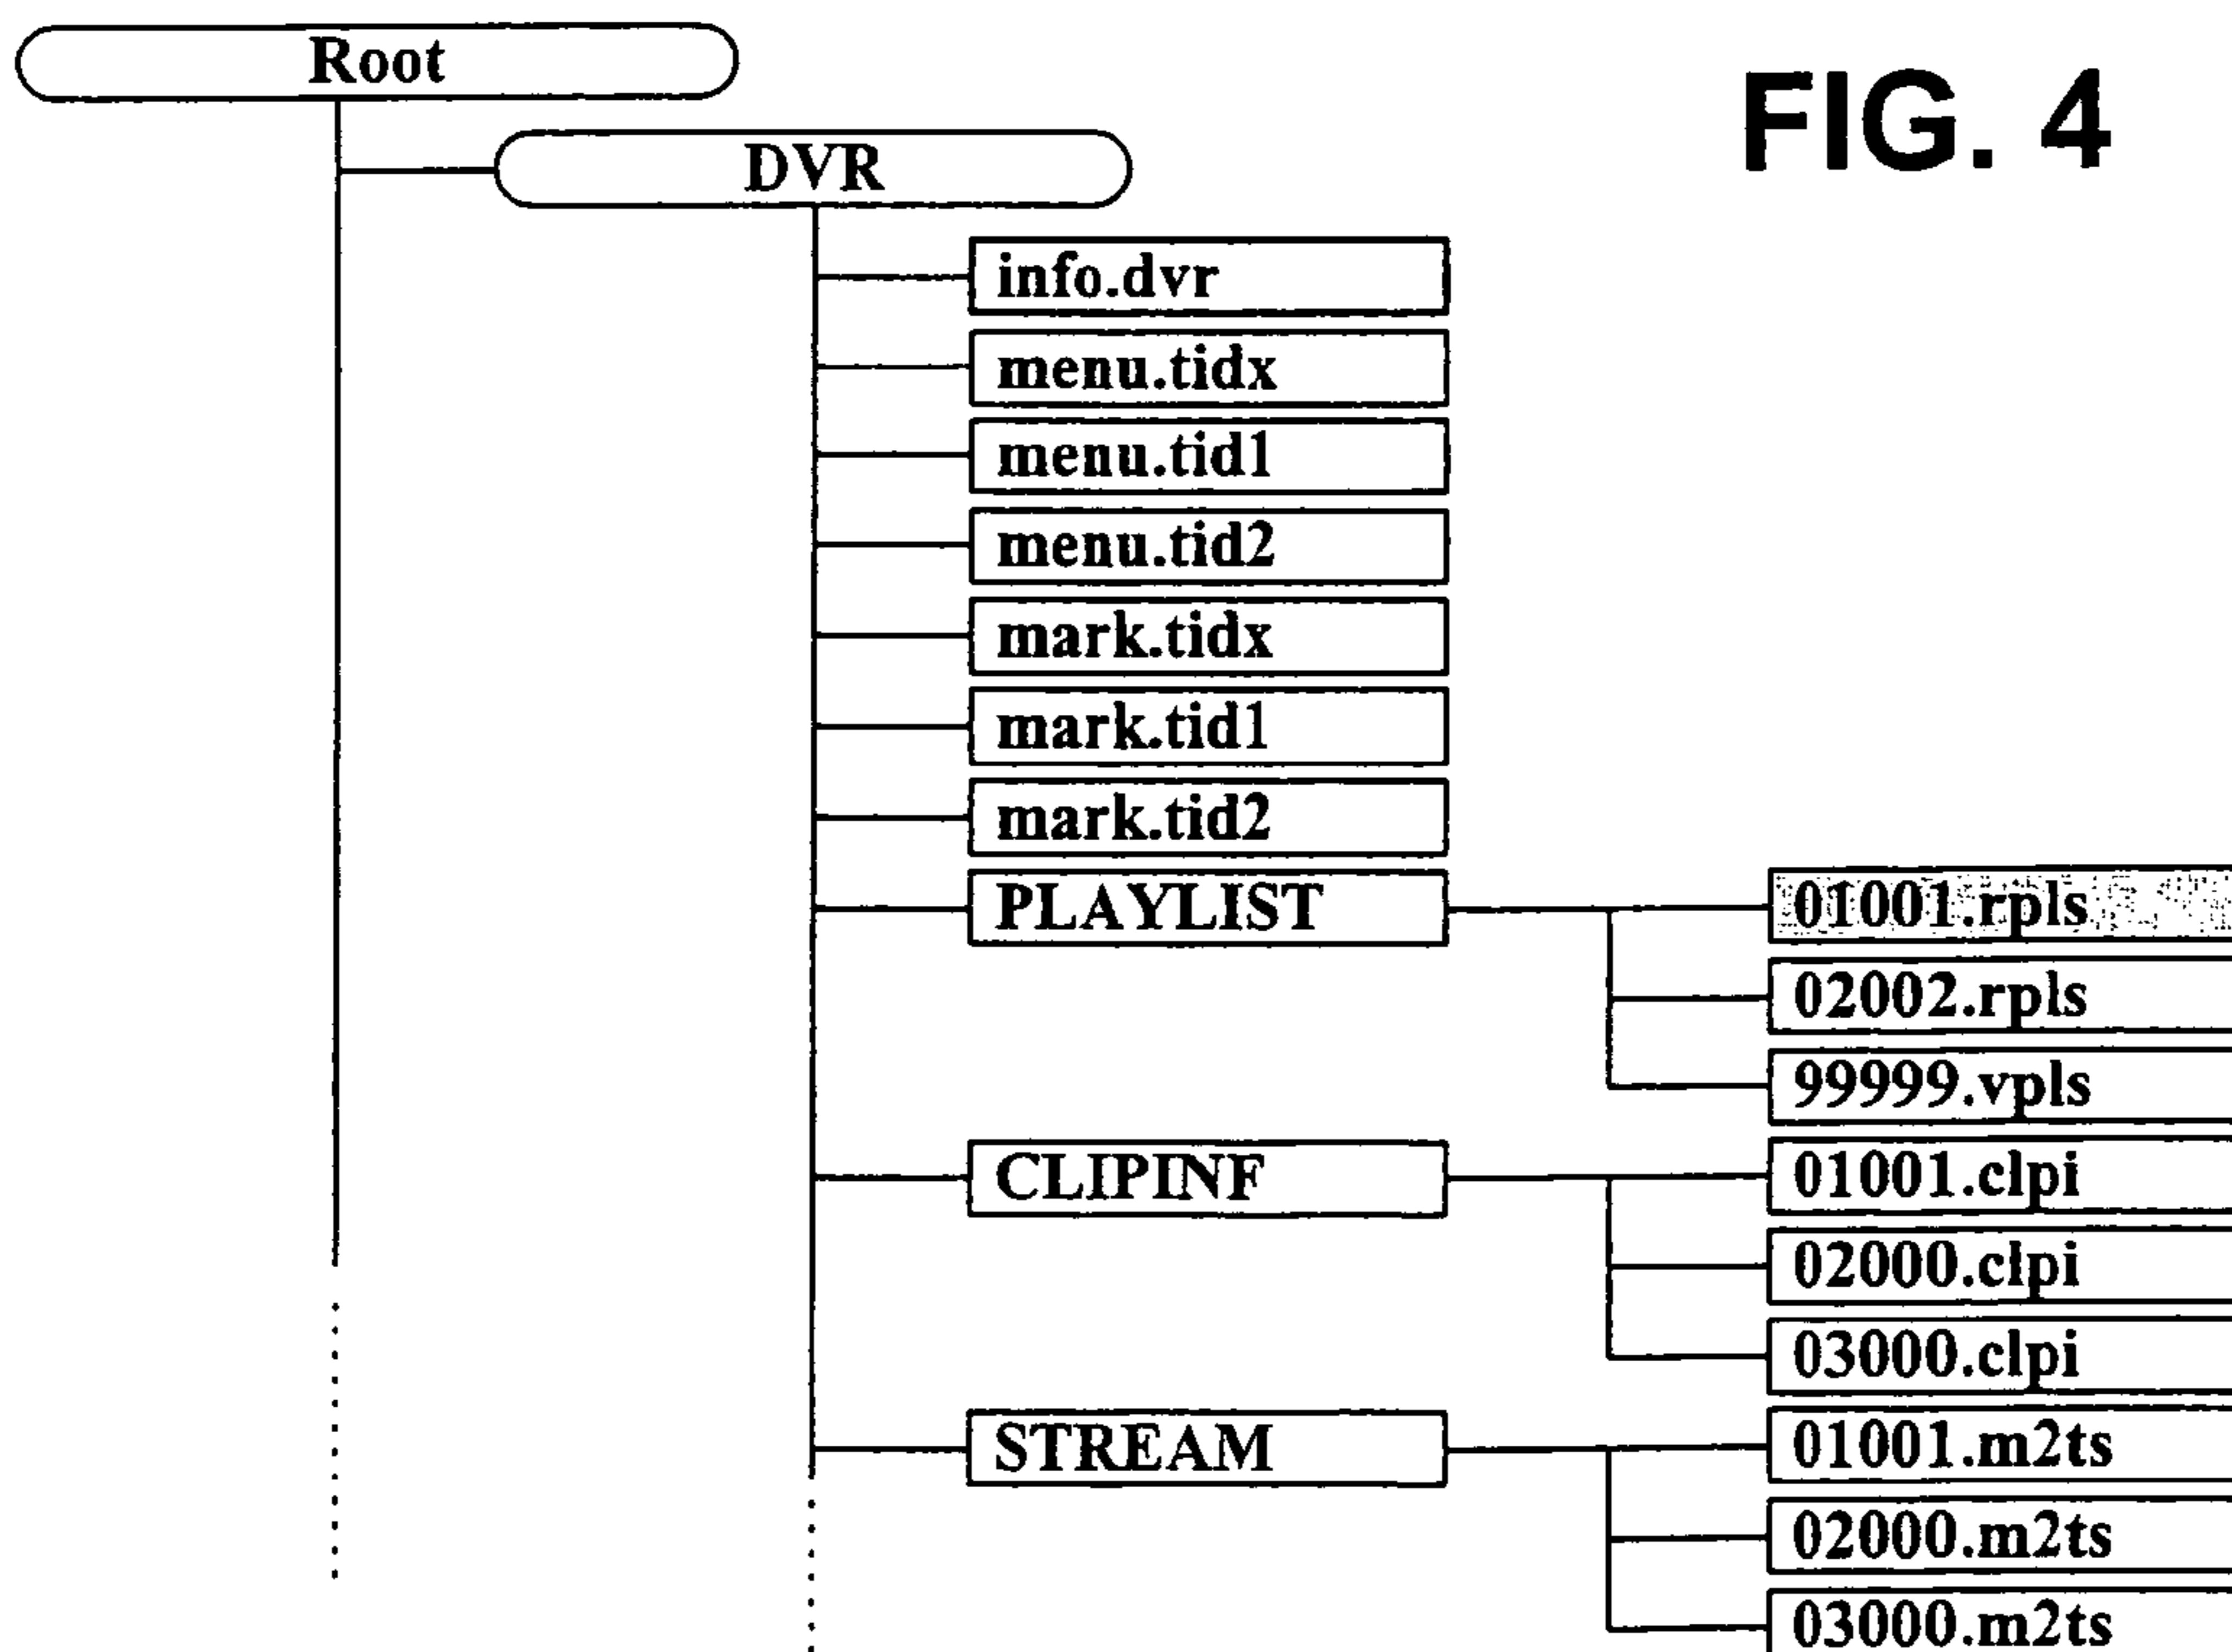 Root
FIG. 4
DVR
info.dvr
menu.tidx
menu.tid1
menu.tid2
mark.tidx
mark.tid1
mark.tid2
PLAYLIST
01001.rpls
02002.rpls
99999.vpls
CLIPINF
01001.clpi
02000.clpi
03000.clpi
STREAM
01001.m2ts
02000.m2ts
03000.m2ts